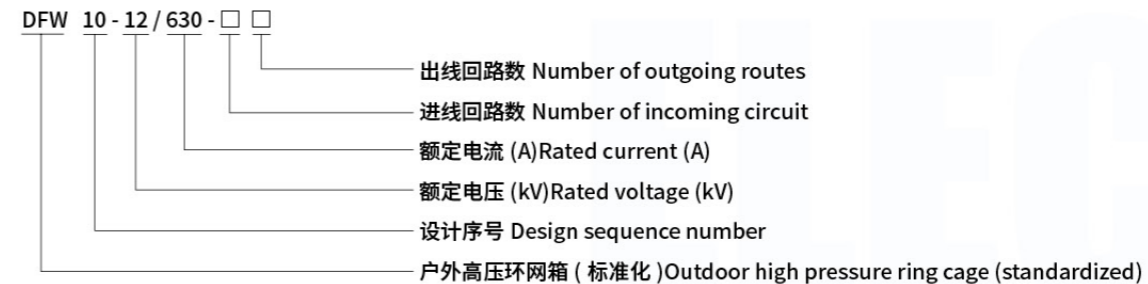 DFW 10 - 12 / 630 - □ □
出线回路数 Number of outgoing routes
进线回路数 Number of incoming circuit
额定电流 (A)Rated current (A)
额定电压 (kV)Rated voltage (kV)
设计序号 Design sequence number
户外高压环网箱 ( 标准化 )Outdoor high pressure ring cage (standardized)
ELEC